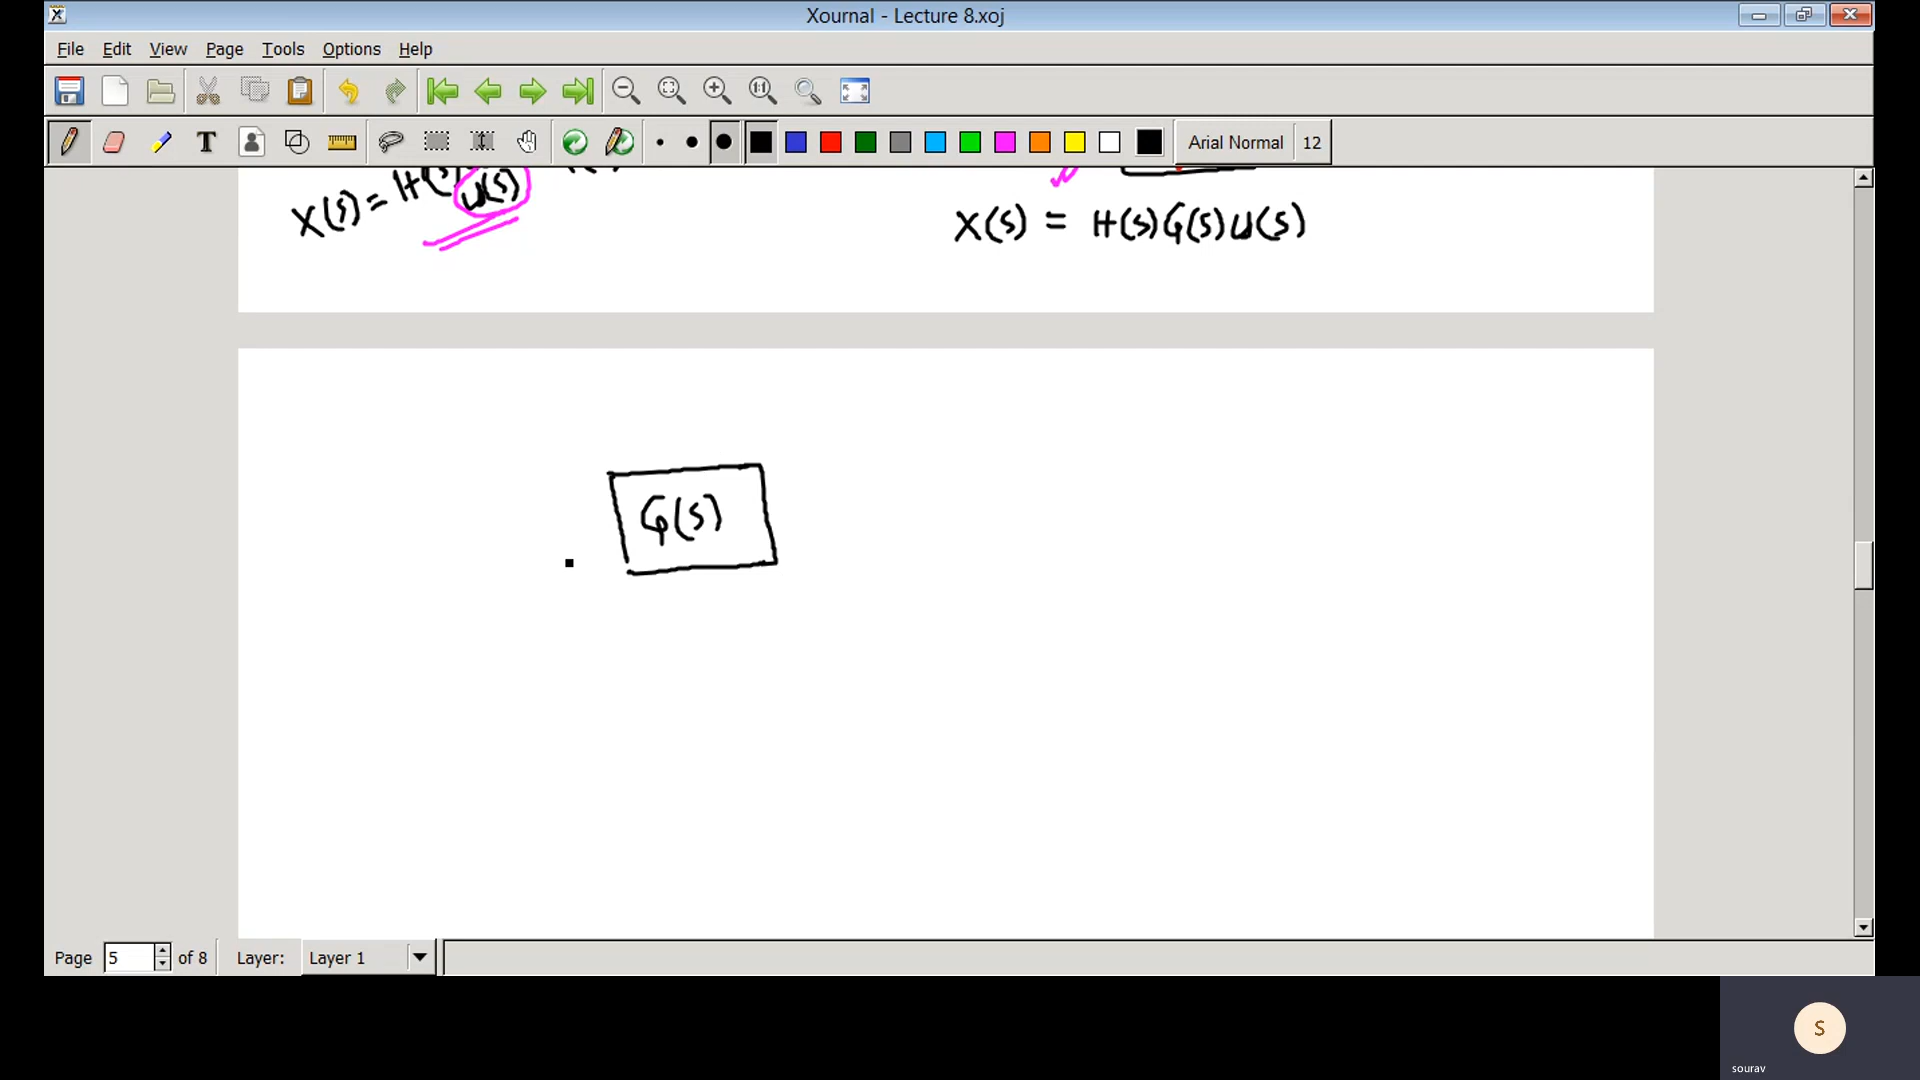 Xournal - Lecture 8.xoj
File Edit View Page Tools Options Help
Arial Normal 12
X(s) = H(s) U(s)
X(s) = H(s)G(s)U(s)
G(s)
Page 5 of 8 Layer: Layer 1
S
sourav